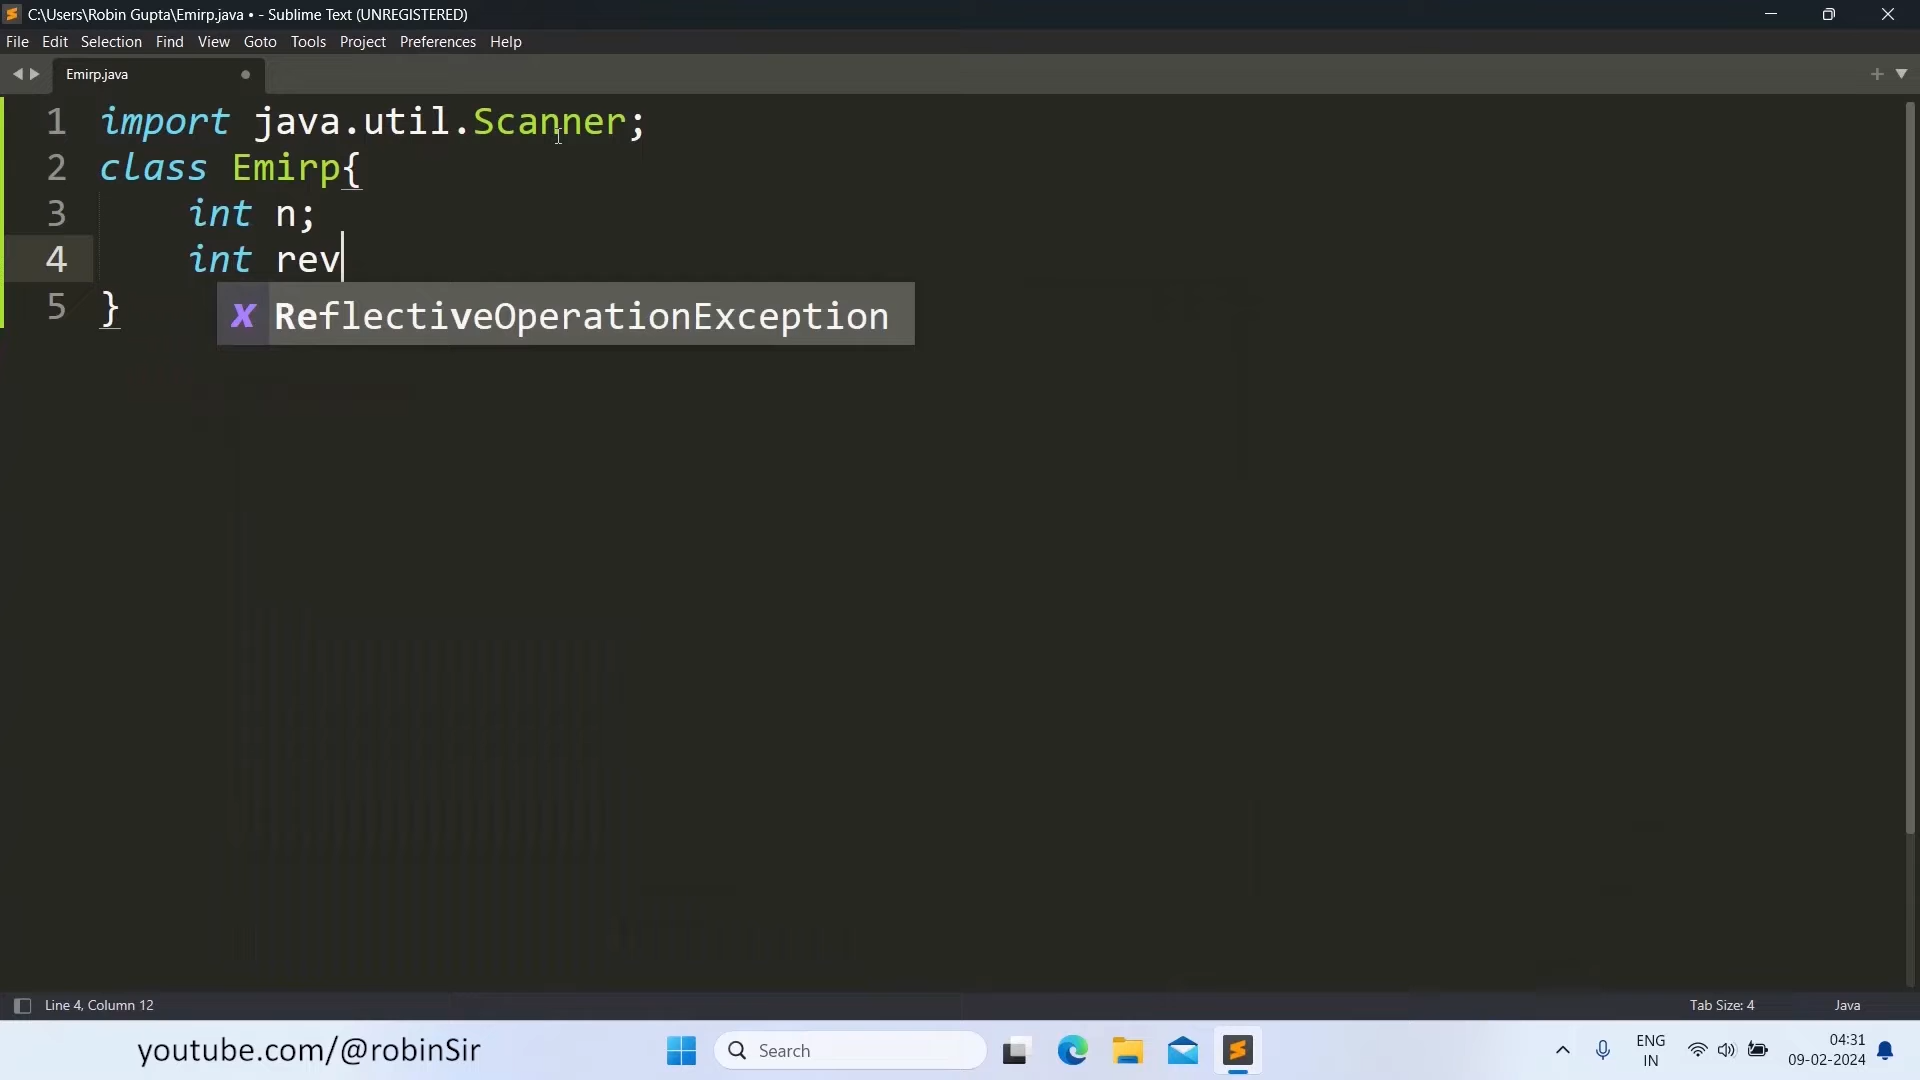 C:\Users\Robin Gupta\Emirp.java • - Sublime Text (UNREGISTERED)
File Edit Selection Find View Goto Tools Project Preferences Help
Emirp.java
1 import java.util.Scanner;
2 class Emirp{
3 int n;
4 int rev
5 }
x ReflectiveOperationException
Line 4, Column 12
Tab Size: 4
Java
youtube.com/@robinSir
Search
ENG
IN
04:31
09-02-2024